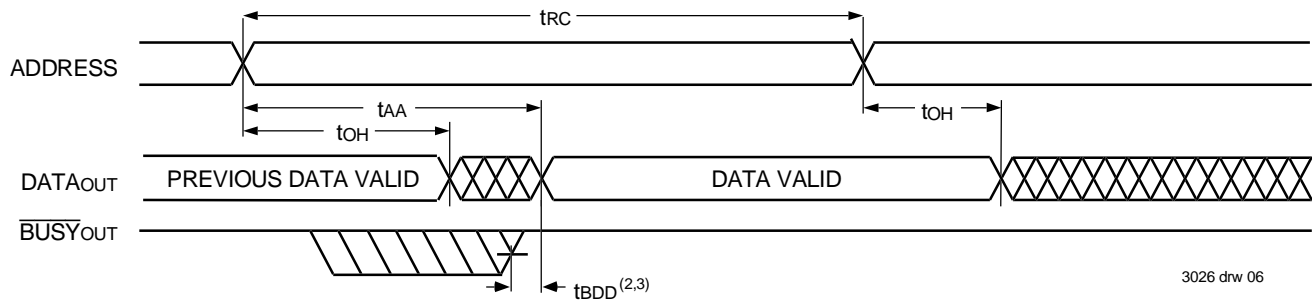 tRC
ADDRESS
tAA
tOH
tOH
DATAOUT
PREVIOUS DATA VALID
DATA VALID
BUSYOUT
tBDD(2,3)
3026 drw 06